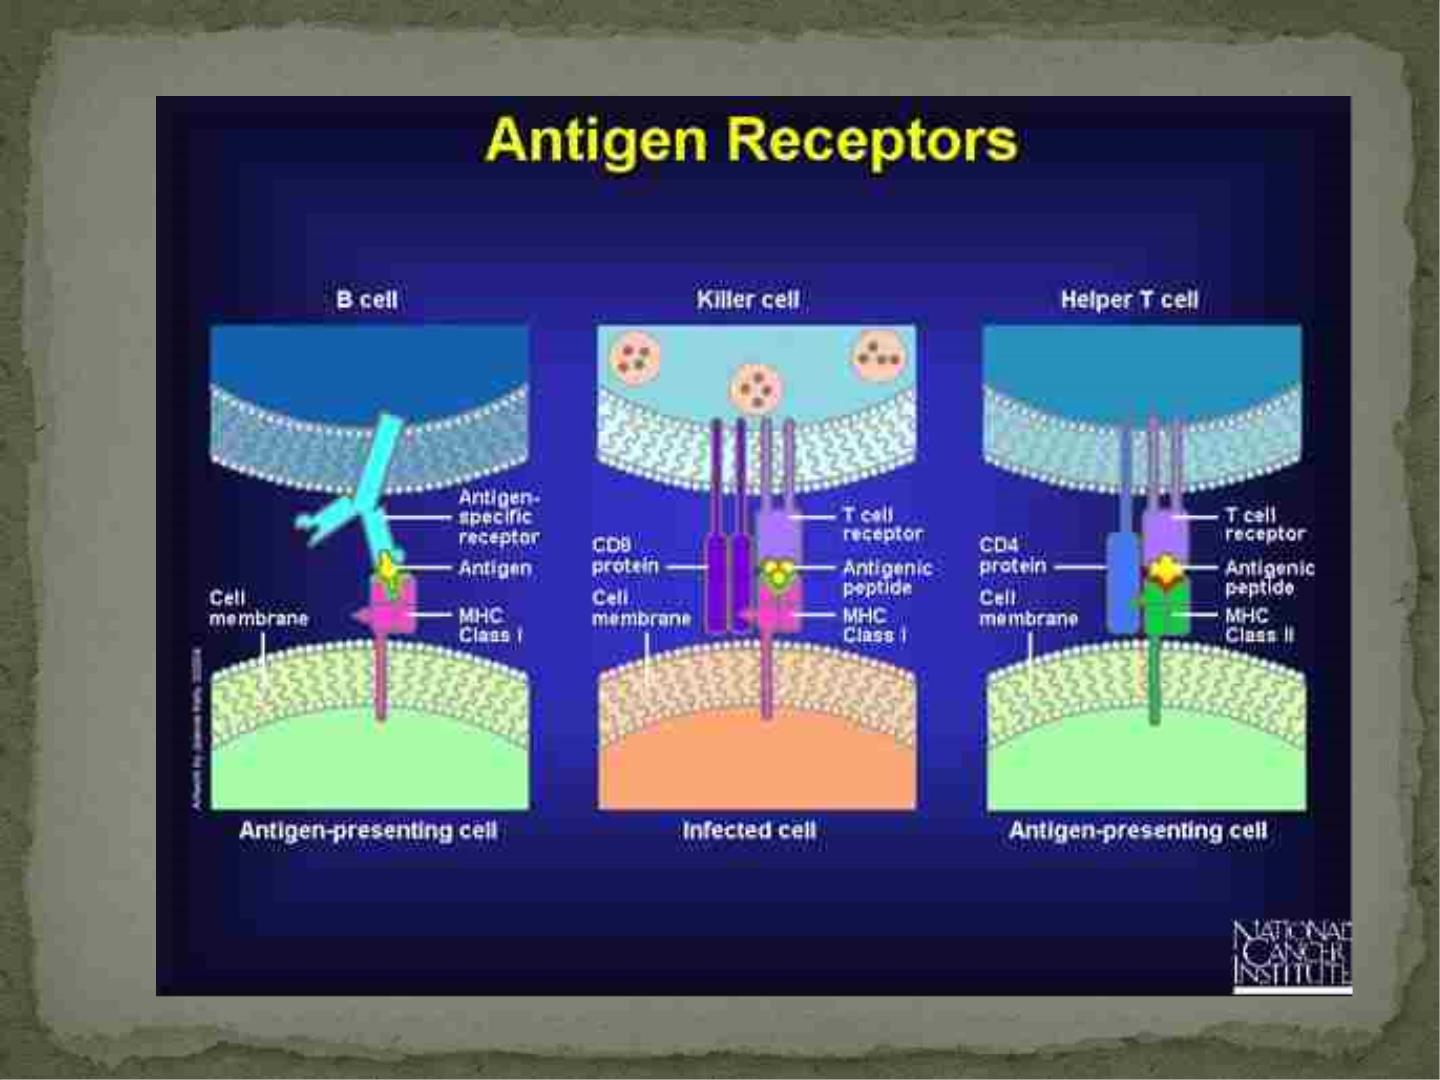 Antigen Receptors
B cell
Killer cell
Helper T cell
Antigen-
specific
receptor
Antigen
MHC
Class I
Cell
membrane
CD8
protein
Cell
membrane
T cell
receptor
Antigenic
peptide
MHC
Class I
CD4
protein
Cell
membrane
T cell
receptor
Antigenic
peptide
MHC
Class II
Antigen-presenting cell
Infected cell
Antigen-presenting cell
Artwork by
NATIONAL
CANCER
INSTITUTE